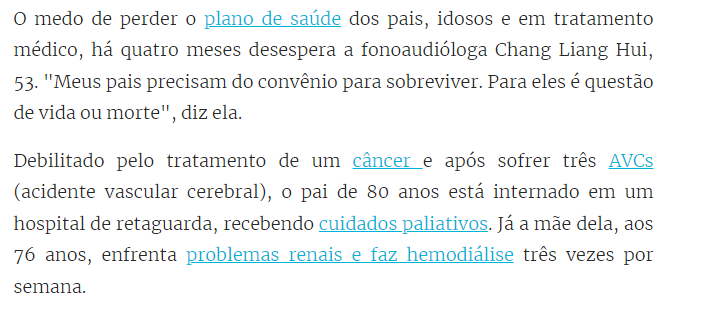 O medo de perder o plano de saúde dos pais, idosos e em tratamento
médico, há quatro meses desespera a fonoaudióloga Chang Liang Hui,
53. "Meus pais precisam do convênio para sobreviver. Para eles é questão
de vida ou morte", diz ela.
Debilitado pelo tratamento de um câncer e após sofrer três AVCs
(acidente vascular cerebral), o pai de 80 anos está internado em um
hospital de retaguarda, recebendo cuidados paliativos. Já a mãe dela, aos
76 anos, enfrenta problemas renais e faz hemodiálise três vezes por
semana.